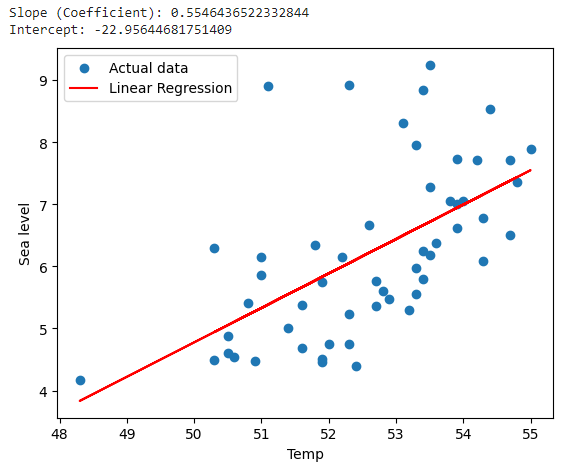 Slope (Coefficient): 0.5546436522332844
Intercept: -22.95644681751409
Actual data
Linear Regression
9
8
7
6
5
4
Sea level
48 49 50 51 52 53 54 55
Temp